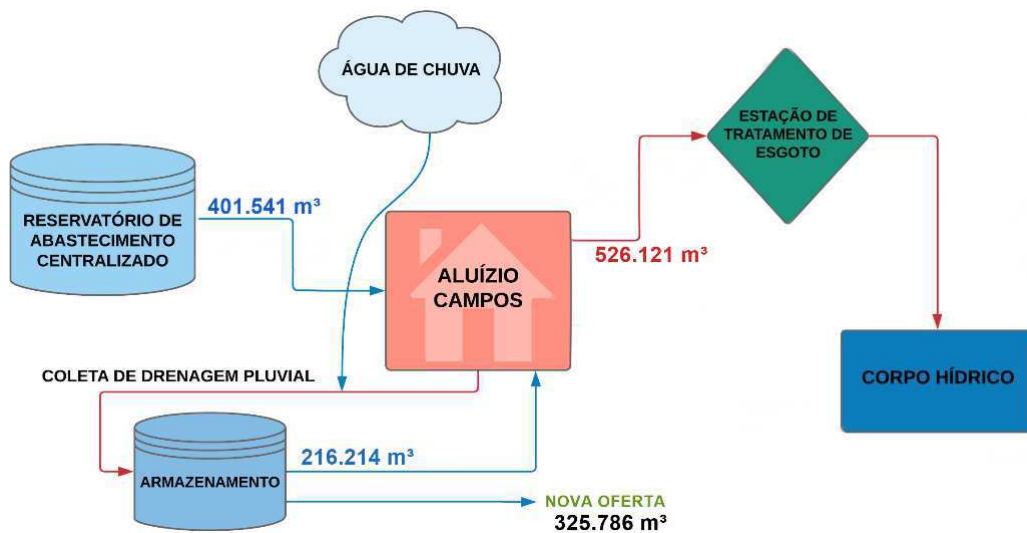 ÁGUA DE CHUVA
ESTAÇÃO DE
TRATAMENTO DE
ESGOTO
RESERVATÓRIO DE
ABASTECIMENTO
CENTRALIZADO
401.541 m³
ALUÍZIO
CAMPOS
526.121 m³
COLETA DE DRENAGEM PLUVIAL
CORPO HÍDRICO
ARMAZENAMENTO
216.214 m³
NOVA OFERTA
325.786 m³